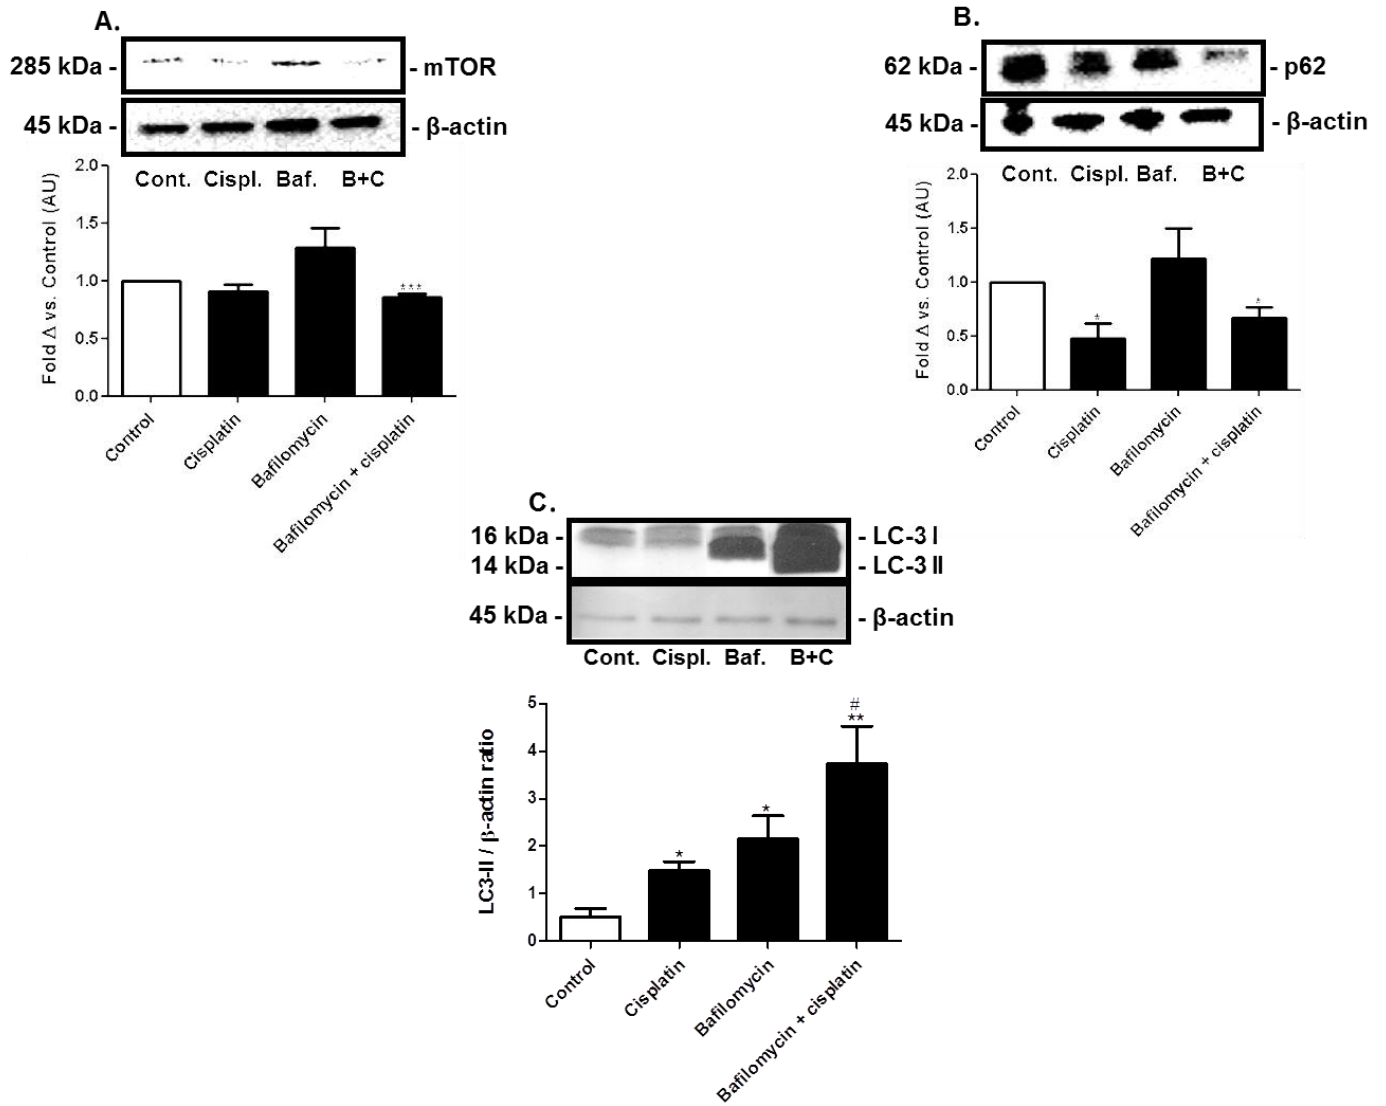 A.
285 kDa - - mTOR
45 kDa - - β-actin
Cont. Cispl. Baf. B+C
Fold Δ vs. Control (AU)
2.0
1.5
1.0
0.5
0.0
***
Control
Cisplatin
Bafilomycin
Bafilomycin + cisplatin
B.
62 kDa - - p62
45 kDa - - β-actin
Cont. Cispl. Baf. B+C
Fold Δ vs. Control (AU)
2.0
1.5
1.0
0.5
0.0
*
*
Control
Cisplatin
Bafilomycin
Bafilomycin + cisplatin
C.
16 kDa - - LC-3 I
14 kDa - - LC-3 II
45 kDa - - β-actin
Cont. Cispl. Baf. B+C
LC3-II / β-actin ratio
5
4
3
2
1
0
*
*
#
**
Control
Cisplatin
Bafilomycin
Bafilomycin + cisplatin